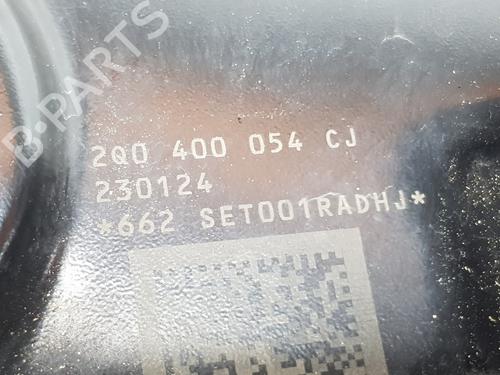 B-PARTS
2Q0 400 054 CJ
230124
*662 SET001RADHJ*